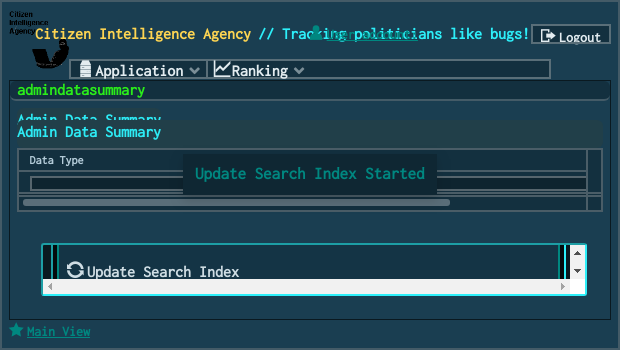 Citizen
Intelligence
Agency
Citizen Intelligence Agency // Tracking politicians like bugs!
Logout
Application
Ranking
admindatasummary
Admin Data Summary
Admin Data Summary
Data Type
Update Search Index Started
Update Search Index
Main View